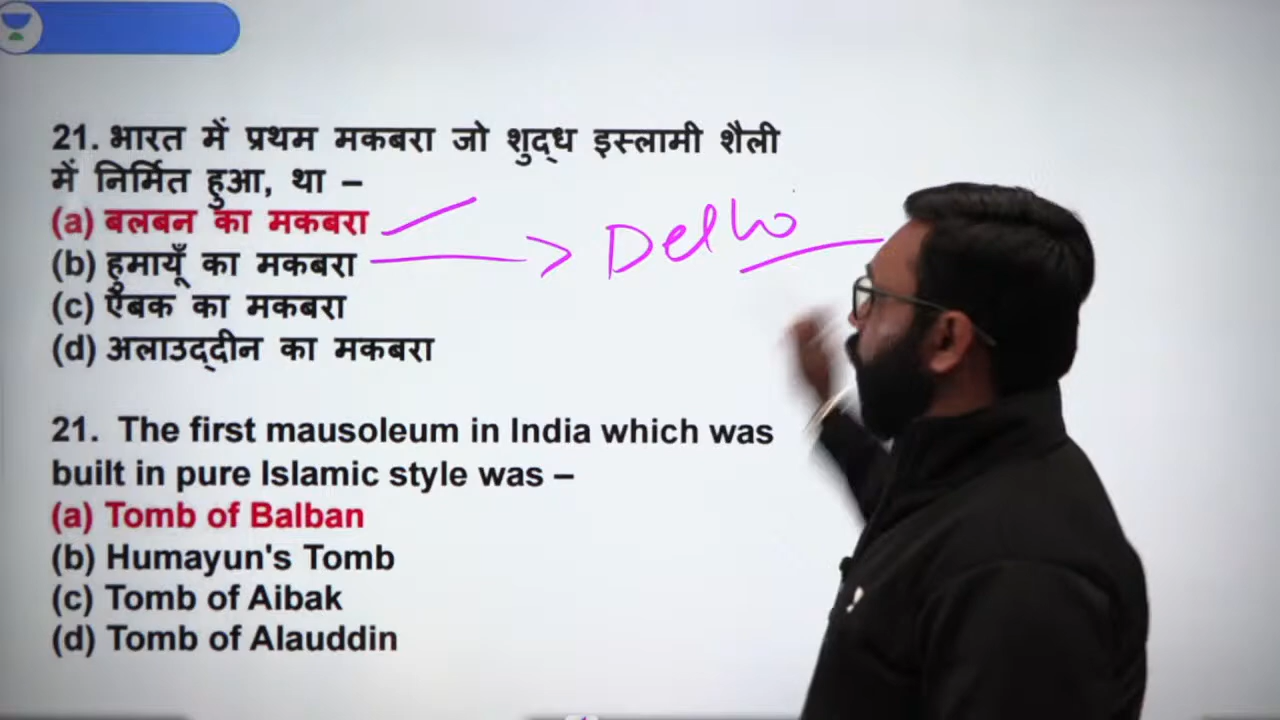 21. भारत में प्रथम मकबरा जो शुद्ध इस्लामी शैली
में निर्मित हुआ, था –
(a) बलबन का मकबरा
(b) हुमायूँ का मकबरा
Delhi
(c) ऐबक का मकबरा
(d) अलाउद्दीन का मकबरा
21. The first mausoleum in India which was
built in pure Islamic style was –
(a) Tomb of Balban
(b) Humayun's Tomb
(c) Tomb of Aibak
(d) Tomb of Alauddin